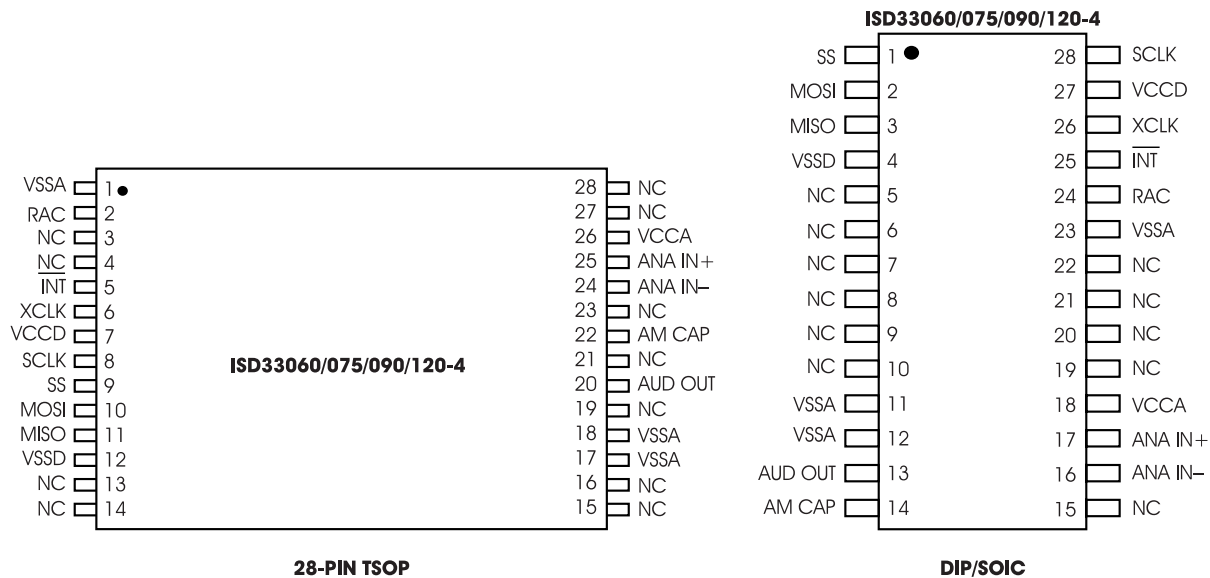 ISD33060/075/090/120-4
SS 1 28 SCLK
MOSI 2 27 VCCD
MISO 3 26 XCLK
VSSD 4 25 INT
NC 5 24 RAC
NC 6 23 VSSA
NC 7 22 NC
NC 8 21 NC
NC 9 20 NC
NC 10 19 NC
VSSA 11 18 VCCA
VSSA 12 17 ANA IN+
AUD OUT 13 16 ANA IN–
AM CAP 14 15 NC
DIP/SOIC
VSSA 1 28 NC
RAC 2 27 NC
NC 3 26 VCCA
NC 4 25 ANA IN+
INT 5 24 ANA IN–
XCLK 6 23 NC
VCCD 7 22 AM CAP
SCLK 8 21 NC
SS 9 20 AUD OUT
MOSI 10 19 NC
MISO 11 18 VSSA
VSSD 12 17 VSSA
NC 13 16 NC
NC 14 15 NC
ISD33060/075/090/120-4
28-PIN TSOP